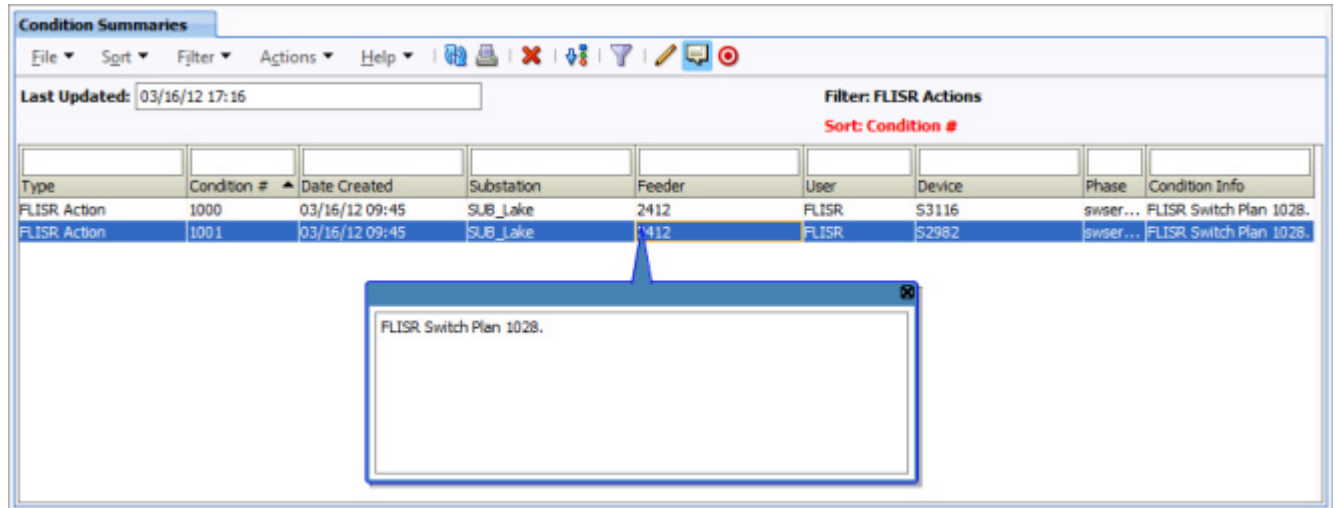 Condition Summaries
File Sort Filter Actions Help
Last Updated: 03/16/12 17:16 Filter: FLISR Actions
Sort: Condition #
Type Condition # Date Created Substation Feeder User Device Phase Condition Info
FLISR Action 1000 03/16/12 09:45 SUB_Lake 2412 FLISR S3116 swser... FLISR Switch Plan 1028.
FLISR Action 1001 03/16/12 09:45 SUB_Lake 2412 FLISR S2982 swser... FLISR Switch Plan 1028.
FLISR Switch Plan 1028.